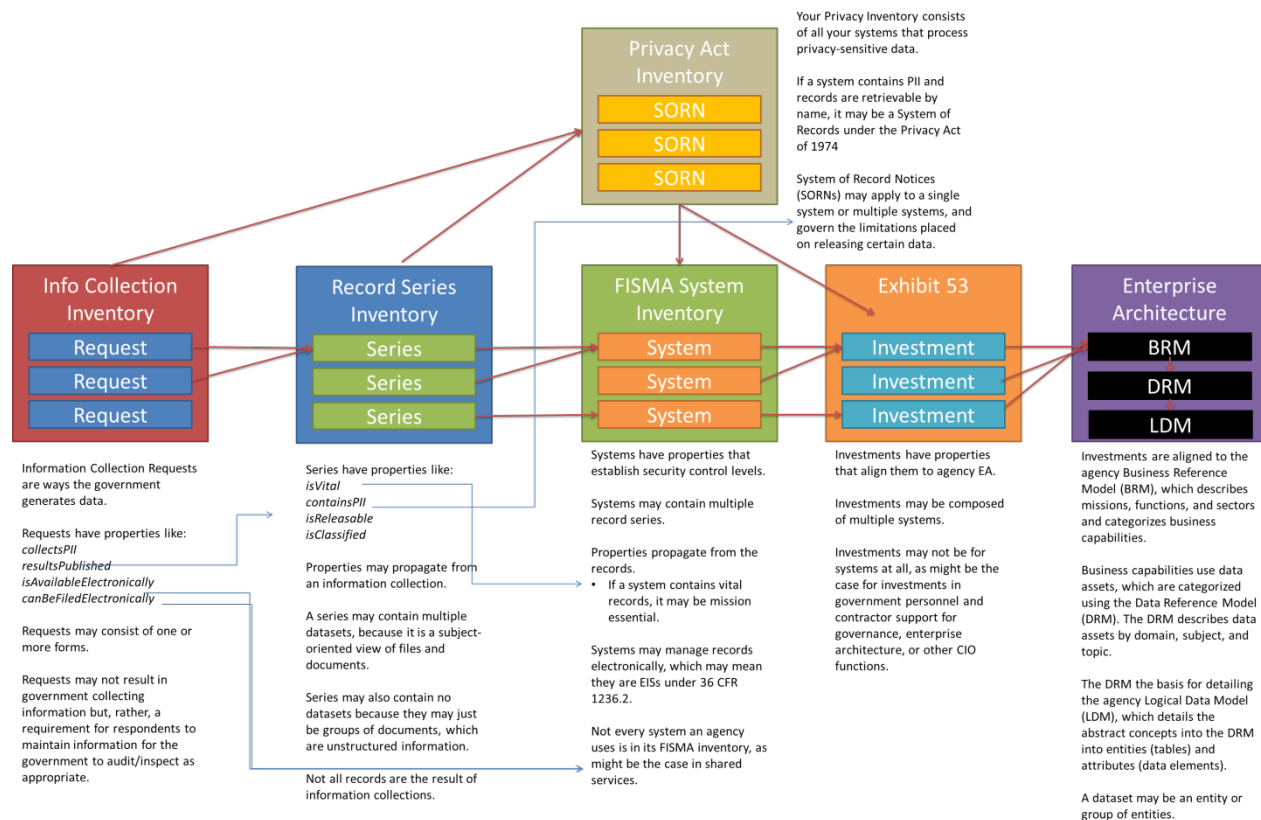 Privacy Act
Inventory
SORN
SORN
SORN
Your Privacy Inventory consists
of all your systems that process
privacy-sensitive data.
If a system contains PII and
records are retrievable by
name, it may be a System of
Records under the Privacy Act
of 1974
System of Record Notices
(SORNs) may apply to a single
system or multiple systems, and
govern the limitations placed
on releasing certain data.
Info Collection
Inventory
Request
Request
Request
Record Series
Inventory
Series
Series
Series
FISMA System
Inventory
System
System
System
Exhibit 53
Investment
Investment
Investment
Enterprise
Architecture
BRM
DRM
LDM
Information Collection Requests
are ways the government
generates data.
Requests have properties like:
collectsPII
resultsPublished
isAvailableElectronically
canBeFiledElectronically
Requests may consist of one or
more forms.
Requests may not result in
government collecting
information but, rather, a
requirement for respondents to
maintain information for the
government to audit/inspect as
appropriate.
Series have properties like:
isVital
containsPII
isReleasable
isClassified
Properties may propagate from
an information collection.
A series may contain multiple
datasets, because it is a subject-
oriented view of files and
documents.
Series may also contain no
datasets because they may just
be groups of documents, which
are unstructured information.
Not all records are the result of
information collections.
Systems have properties that
establish security control levels.
Systems may contain multiple
record series.
Properties propagate from the
records.
• If a system contains vital
records, it may be mission
essential.
Systems may manage records
electronically, which may mean
they are EISs under 36 CFR
1236.2.
Not every system an agency
uses is in its FISMA inventory, as
might be the case in shared
services.
Investments have properties
that align them to agency EA.
Investments may be composed
of multiple systems.
Investments may not be for
systems at all, as might be the
case for investments in
government personnel and
contractor support for
governance, enterprise
architecture, or other CIO
functions.
Investments are aligned to the
agency Business Reference
Model (BRM), which describes
missions, functions, and sectors
and categorizes business
capabilities.
Business capabilities use data
assets, which are categorized
using the Data Reference Model
(DRM). The DRM describes data
assets by domain, subject, and
topic.
The DRM the basis for detailing
the agency Logical Data Model
(LDM), which details the
abstract concepts into the DRM
into entities (tables) and
attributes (data elements).
A dataset may be an entity or
group of entities.